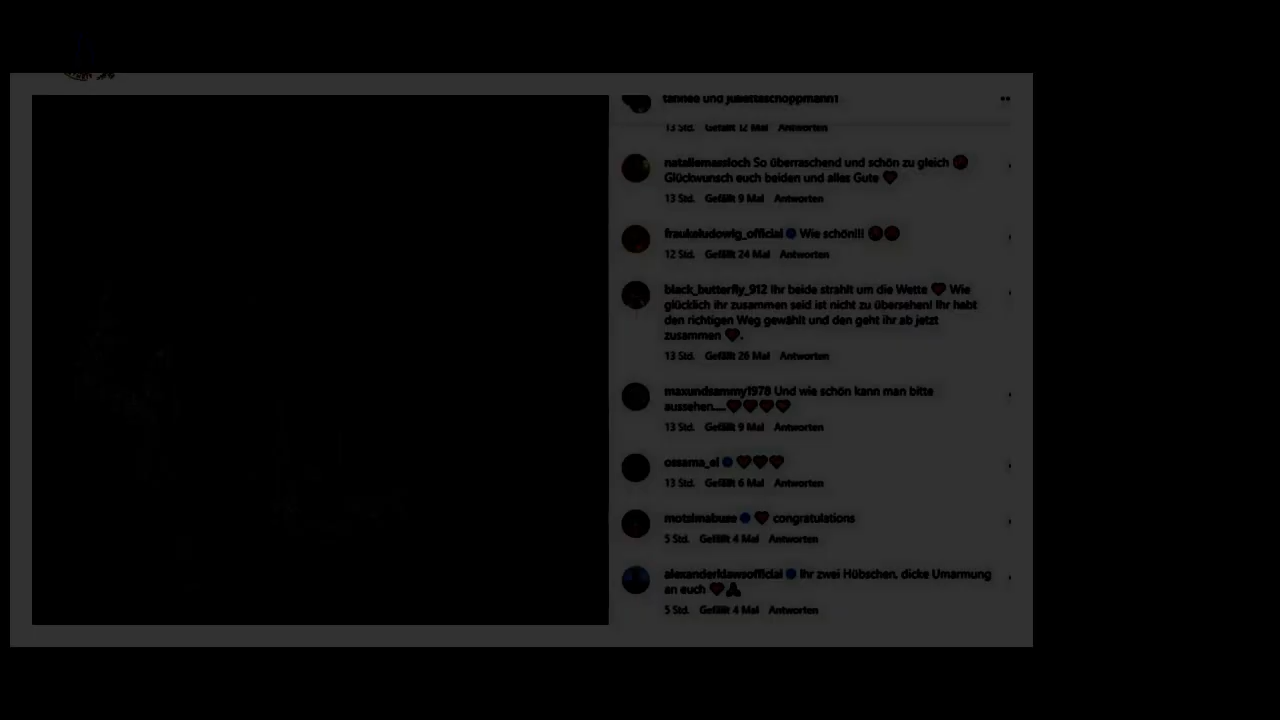 und juliettaschoppmann1
13 Std. Gefällt 12 Mal Antworten
nataliemassloch So überraschend und schön zu gleich
Glückwunsch euch beiden und alles Gute ❤
13 Std. Gefällt 9 Mal Antworten
fraukeludowig_official Wie schön!!!
12 Std. Gefällt 24 Mal Antworten
black_butterfly_912 Ihr beide strahlt um die Wette ❤ Wie
glücklich ihr zusammen seid ist nicht zu übersehen! Ihr habt
den richtigen Weg gewählt und den geht ihr ab jetzt
zusammen ❤.
13 Std. Gefällt 26 Mal Antworten
maxundsammy1978 Und wie schön kann man bitte
aussehen....❤❤❤❤
13 Std. Gefällt 9 Mal Antworten
ossama_el ❤❤❤
13 Std. Gefällt 6 Mal Antworten
motsimabuse ❤ congratulations
5 Std. Gefällt 4 Mal Antworten
alexanderklawsofficial Ihr zwei Hübschen, dicke Umarmung
an euch ❤🙏
5 Std. Gefällt 4 Mal Antworten